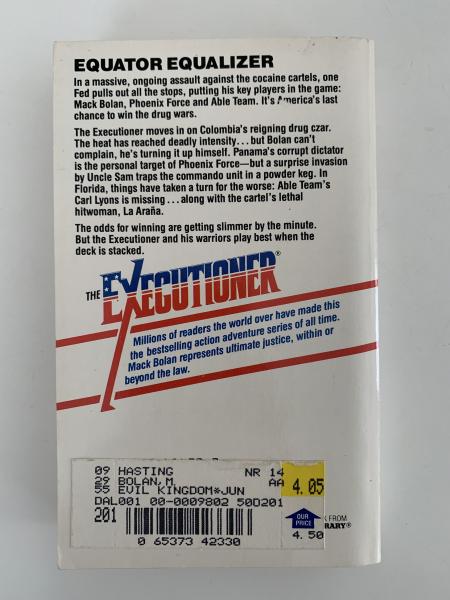 EQUATOR EQUALIZER
In a massive, ongoing assault against the cocaine cartels, one
Fed pulls out all the stops, putting his key players in the game:
Mack Bolan, Phoenix Force and Able Team. It's America's last
chance to win the drug wars.
The Executioner moves in on Colombia's reigning drug czar.
The heat has reached deadly intensity...but Bolan can't
complain, he's turning it up himself. Panama's corrupt dictator
is the personal target of Phoenix Force—but a surprise invasion
by Uncle Sam traps the commando unit in a powder keg. In
Florida, things have taken a turn for the worse: Able Team's
Carl Lyons is missing...along with the cartel's lethal
hitwoman, La Araña.
The odds for winning are getting slimmer by the minute.
But the Executioner and his warriors play best when the
deck is stacked.
THE EXECUTIONER®
Millions of readers the world over have made this
the bestselling action adventure series of all time.
Mack Bolan represents ultimate justice, within or
beyond the law.
09 HASTING NR 14
29 BOLAN, M. AA
55 EVIL KINGDOM*JUN
4.05
DAL001 00-0009802 50D201
201
OUR
PRICE
4.50
0 65373 42330
FROM
RARY®